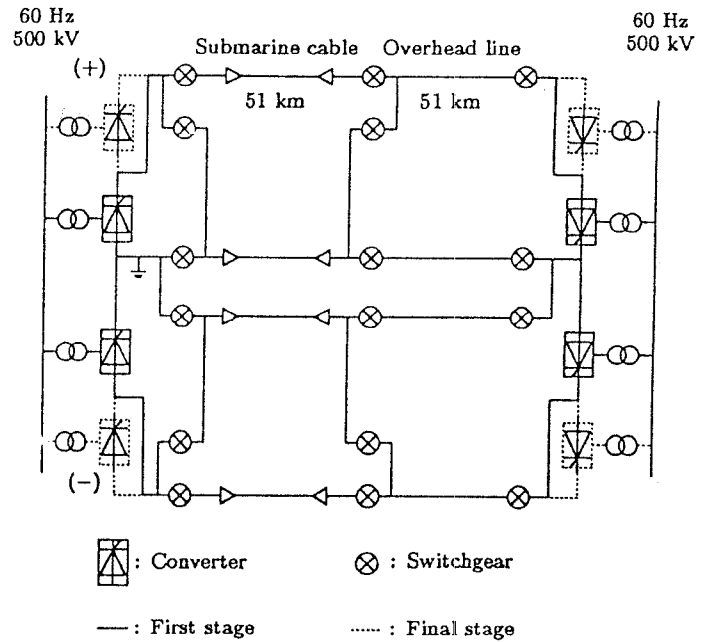 60 Hz
500 kV
60 Hz
500 kV
Submarine cable
Overhead line
(+)
51 km
51 km
(−)
: Converter
: Switchgear
: First stage
: Final stage